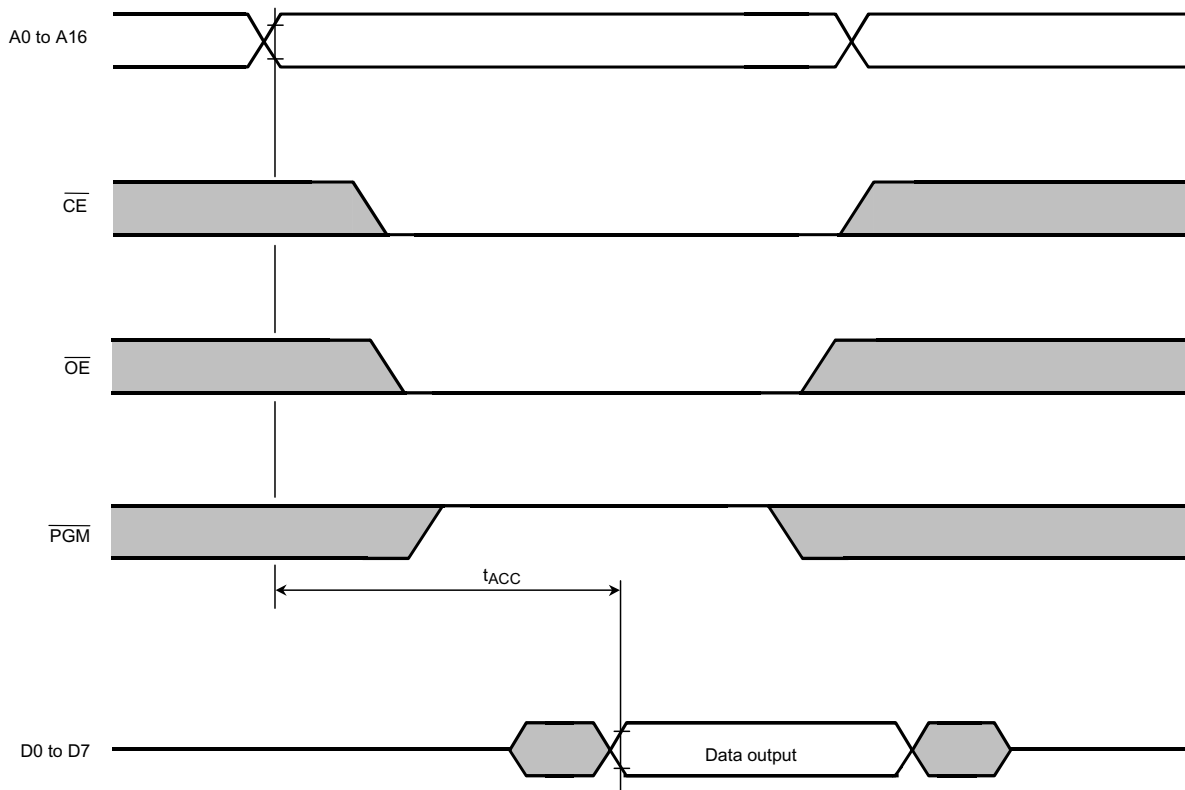 A0 to A16
CE
OE
PGM
tACC
D0 to D7
Data output